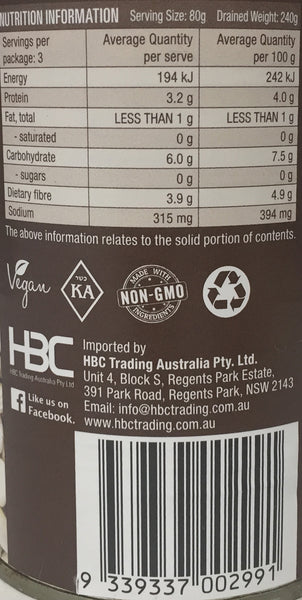 NUTRITION INFORMATION Serving Size: 80g Drained Weight: 240g
Servings per package: 3 Average Quantity per serve Average Quantity per 100 g
Energy 194 kJ 242 kJ
Protein 3.2 g 4.0 g
Fat, total LESS THAN 1 g LESS THAN 1 g
- saturated 0 g 0 g
Carbohydrate 6.0 g 7.5 g
- sugars 0 g 0 g
Dietary fibre 3.9 g 4.9 g
Sodium 315 mg 394 mg
The above information relates to the solid portion of contents.
Vegan
כשר
KA
MADE WITH
NON-GMO
INGREDIENTS
HBC
HBC Trading Australia Pty Ltd
f Like us on
Facebook.
Imported by
HBC Trading Australia Pty. Ltd.
Unit 4, Block S, Regents Park Estate,
391 Park Road, Regents Park, NSW 2143
Email: info@hbctrading.com.au
www.hbctrading.com.au
9 339337 002991